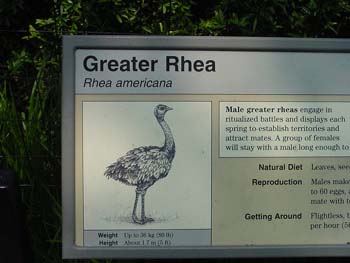 Greater Rhea
Rhea americana
Male greater rheas engage in
ritualized battles and displays each
spring to establish territories and
attract mates. A group of females
will stay with a male long enough to
Natural Diet Leaves, see
Reproduction Males make
to 60 eggs, a
mate with
Getting Around Flightless,
per hour (5
Weight Up to 36 kg (80 lb)
Height About 1.7 m (5 ft)